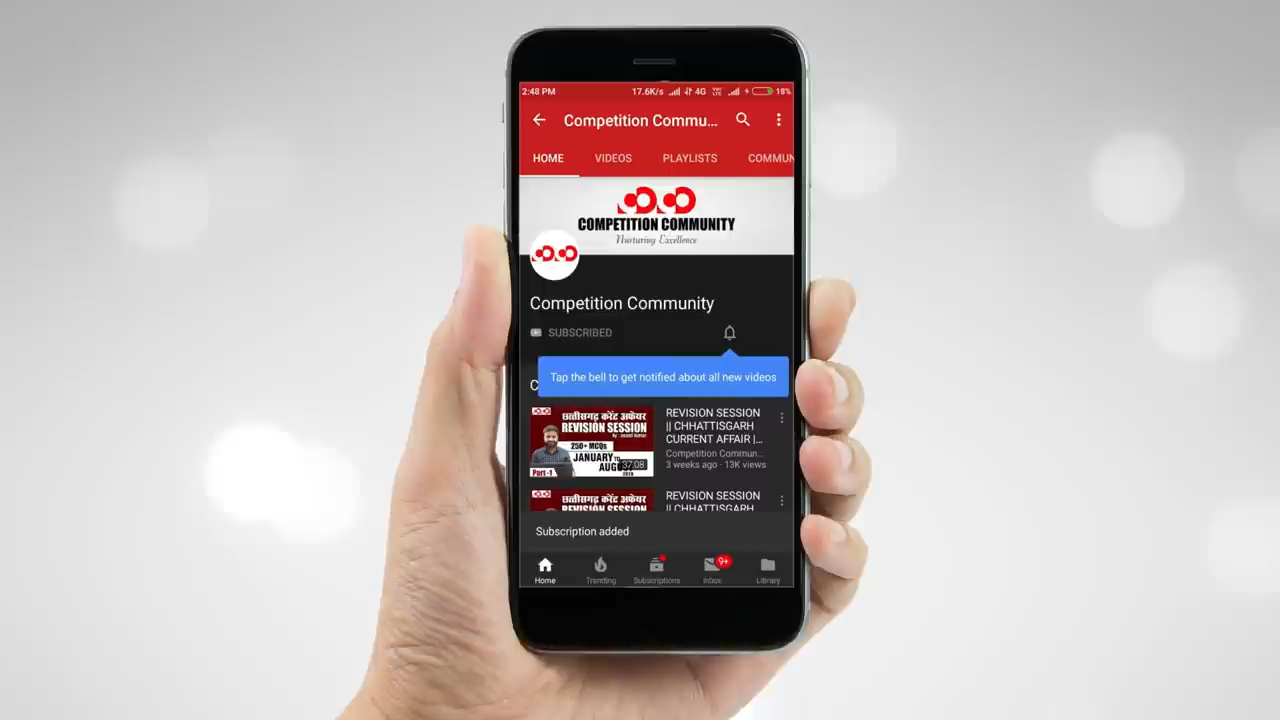 2:48 PM 17.6K/s 4G VoLTE 18%
Competition Commu...
HOME VIDEOS PLAYLISTS COMMUN
COMPETITION COMMUNITY
Nurturing Excellence
Competition Community
SUBSCRIBED
Tap the bell to get notified about all new videos
C
छत्तीसगढ़ करेंट अफेयर
REVISION SESSION
250+ MCQs
JANUARY TO
AUG
Part -1
37:08
REVISION SESSION
|| CHHATTISGARH
CURRENT AFFAIR |...
Competition Commun...
3 weeks ago · 13K views
छत्तीसगढ़ करेंट अफेयर
REVISION SESSION
REVISION SESSION
|| CHHATTISGARH
Subscription added
9+
Home Trending Subscriptions Inbox Library